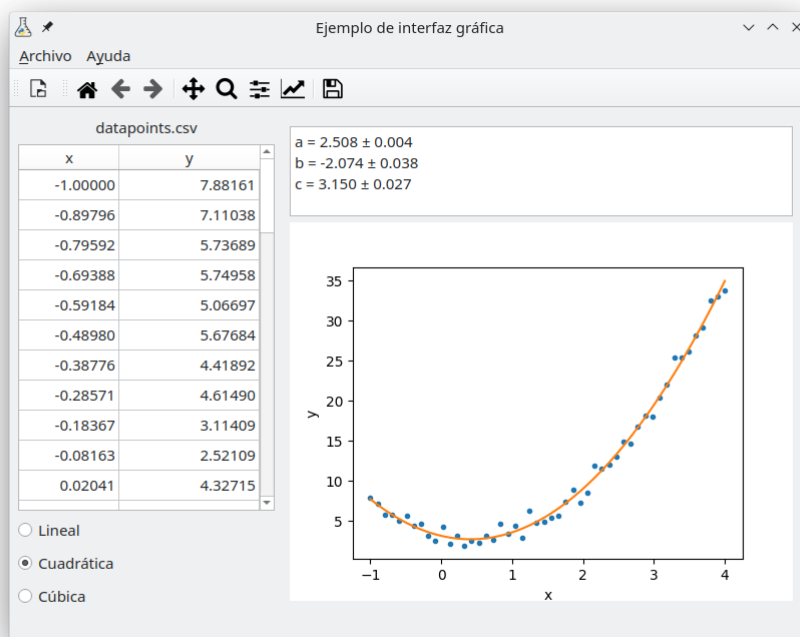 Ejemplo de interfaz gráfica
Archivo Ayuda
datapoints.csv
x y
-1.00000 7.88161
-0.89796 7.11038
-0.79592 5.73689
-0.69388 5.74958
-0.59184 5.06697
-0.48980 5.67684
-0.38776 4.41892
-0.28571 4.61490
-0.18367 3.11409
-0.08163 2.52109
0.02041 4.32715
Lineal
Cuadrática
Cúbica
a = 2.508 ± 0.004
b = -2.074 ± 0.038
c = 3.150 ± 0.027
35
30
25
20
15
10
5
y
−1 0 1 2 3 4
x